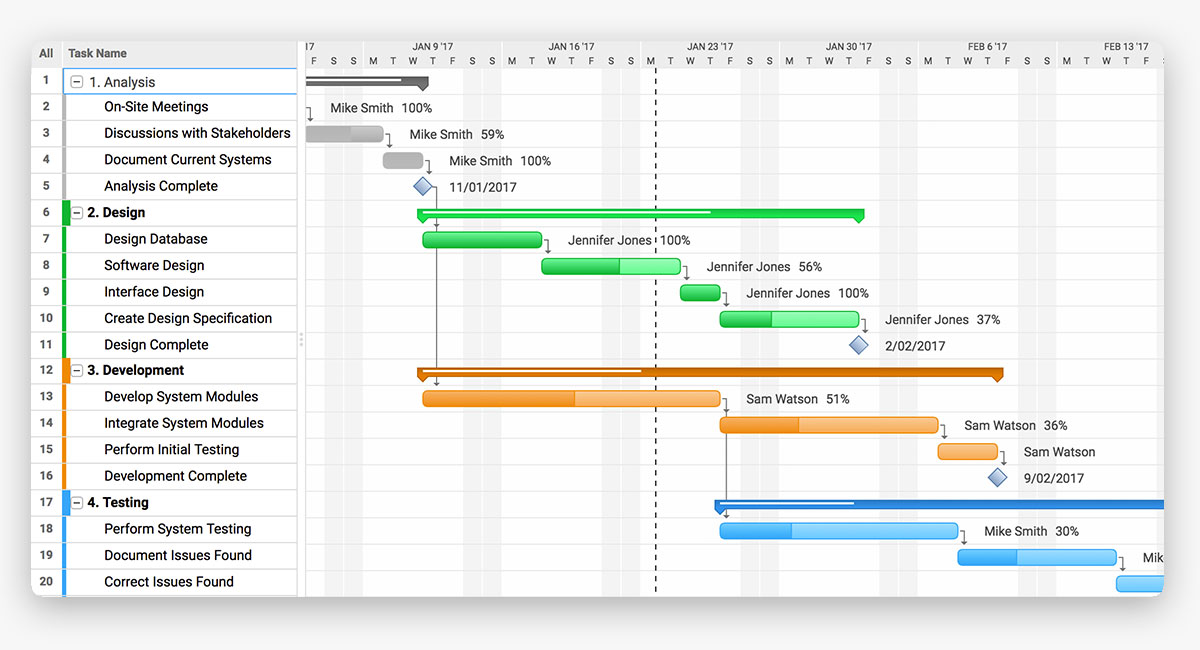 All Task Name 17 JAN 9 '17 JAN 16 '17 JAN 23 '17 JAN 30 '17 FEB 6 '17 FEB 13 '17
F S S M T W T F S S M T W T F S S M T W T F S S M T W T F S S M T W T F S S M T W T F
1 1. Analysis
2 On-Site Meetings Mike Smith 100%
3 Discussions with Stakeholders Mike Smith 59%
4 Document Current Systems Mike Smith 100%
5 Analysis Complete 11/01/2017
6 2. Design
7 Design Database Jennifer Jones 100%
8 Software Design Jennifer Jones 56%
9 Interface Design Jennifer Jones 100%
10 Create Design Specification Jennifer Jones 37%
11 Design Complete 2/02/2017
12 3. Development
13 Develop System Modules Sam Watson 51%
14 Integrate System Modules Sam Watson 36%
15 Perform Initial Testing Sam Watson
16 Development Complete 9/02/2017
17 4. Testing
18 Perform System Testing Mike Smith 30%
19 Document Issues Found Mik
20 Correct Issues Found